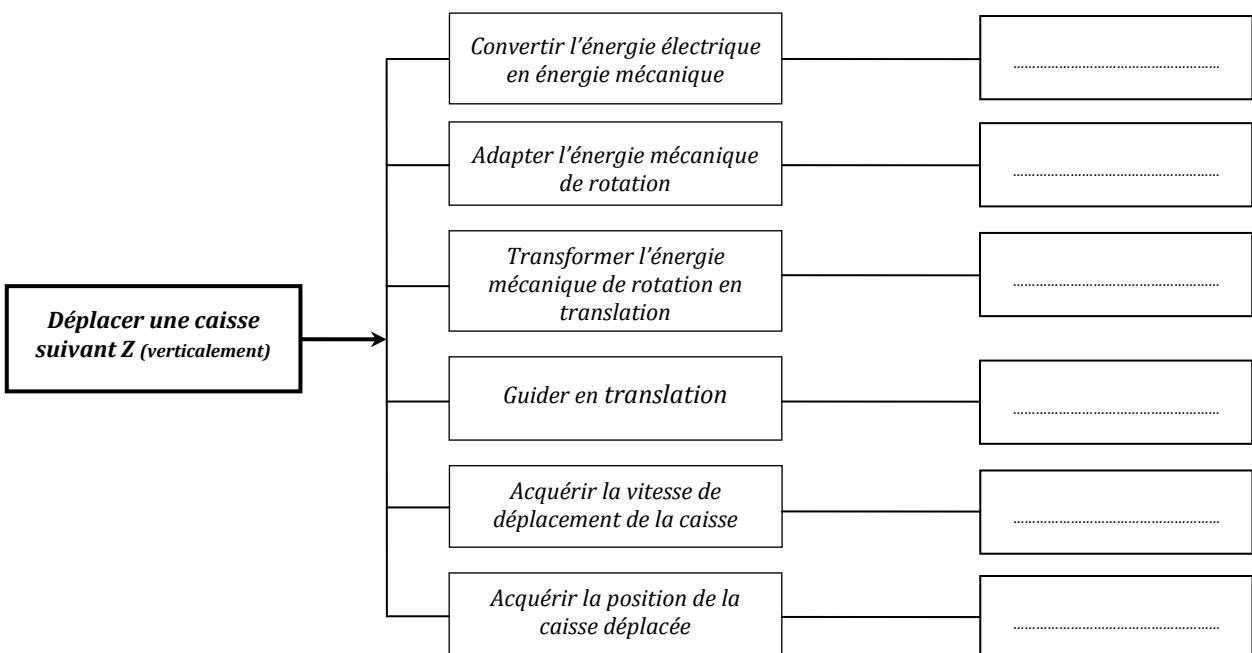 Convertir l'énergie électrique
en énergie mécanique
……………………………………………
Adapter l'énergie mécanique
de rotation
……………………………………………
Transformer l'énergie
mécanique de rotation en
translation
……………………………………………
Déplacer une caisse
suivant Z (verticalement)
Guider en translation
……………………………………………
Acquérir la vitesse de
déplacement de la caisse
……………………………………………
Acquérir la position de la
caisse déplacée
……………………………………………